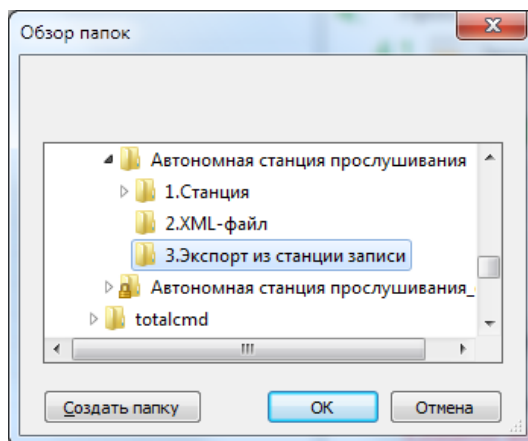 Обзор папок
Автономная станция прослушивания
1.Станция
2.XML-файл
3.Экспорт из станции записи
Автономная станция прослушивания_
totalcmd
Создать папку
ОК
Отмена